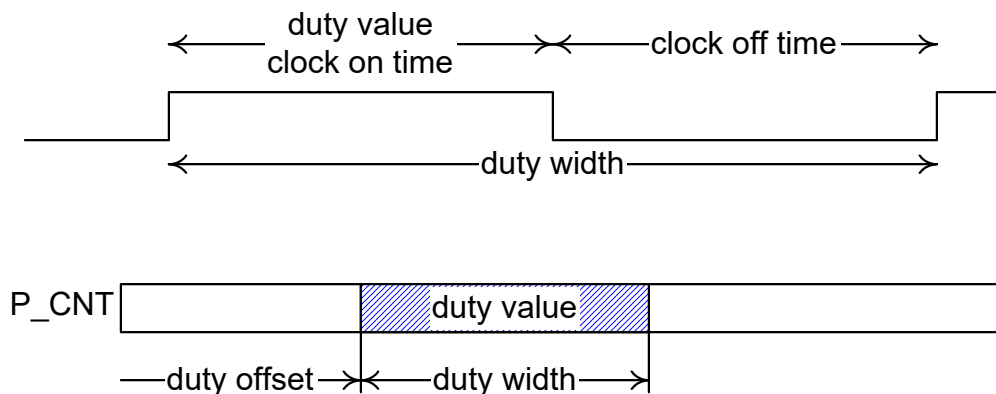 duty value
clock on time
clock off time
duty width
P_CNT
duty value
duty offset
duty width